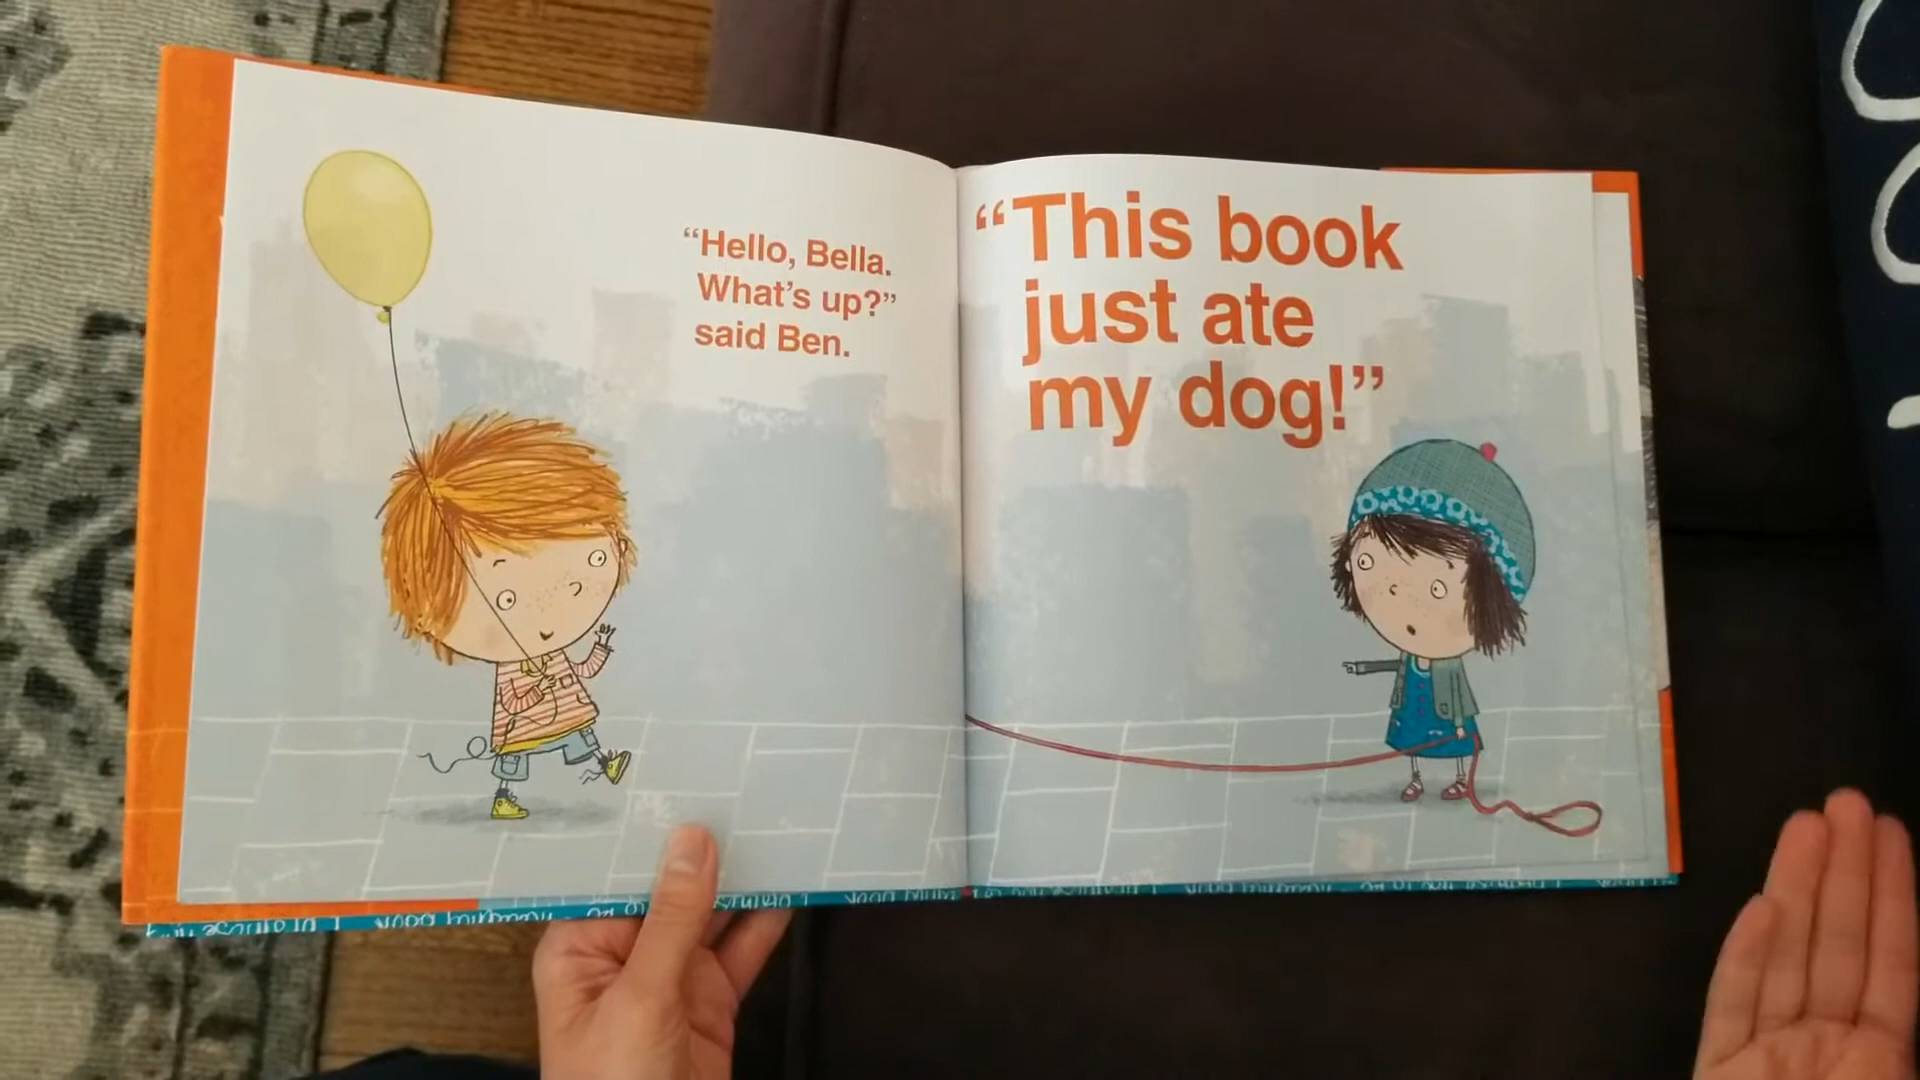 “Hello, Bella.
What’s up?”
said Ben.
“This book
just ate
my dog!”